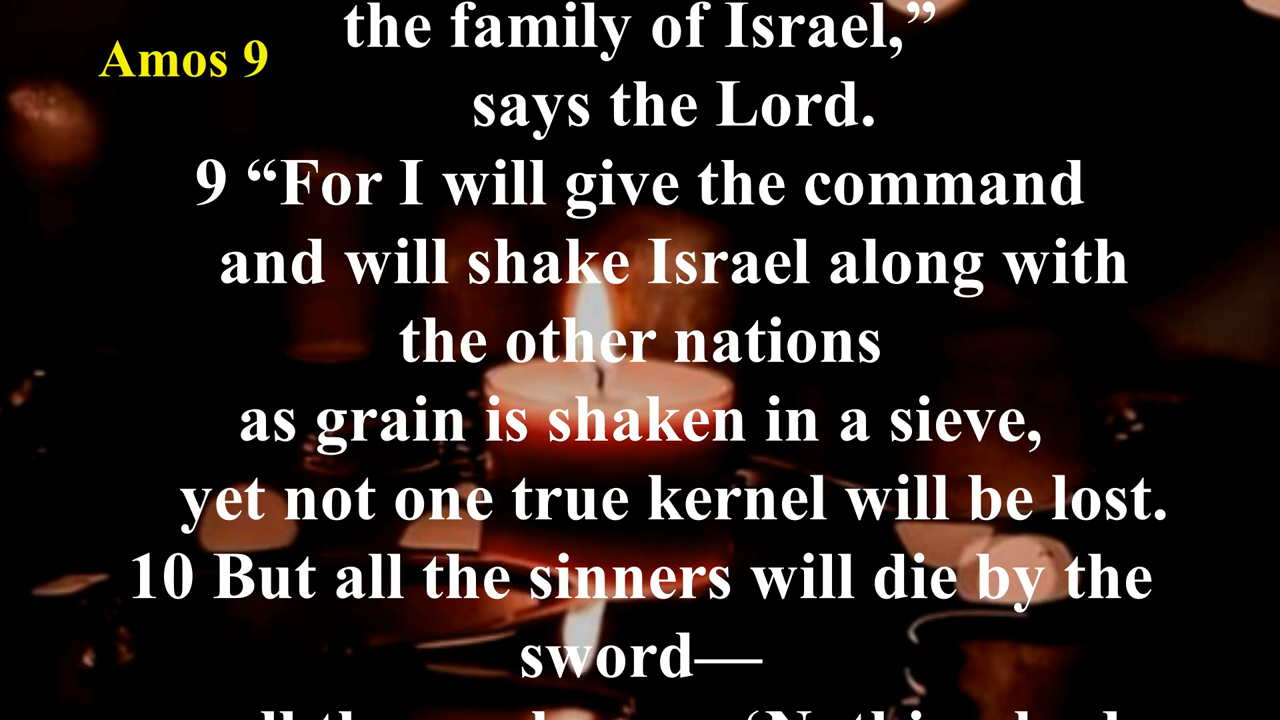 the family of Israel,”
Amos 9
says the Lord.
9 “For I will give the command
and will shake Israel along with
the other nations
as grain is shaken in a sieve,
yet not one true kernel will be lost.
10 But all the sinners will die by the
sword—